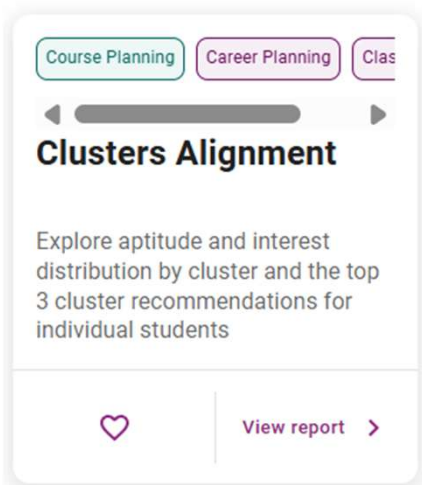 Course Planning Career Planning Clas
Clusters Alignment
Explore aptitude and interest
distribution by cluster and the top
3 cluster recommendations for
individual students
View report